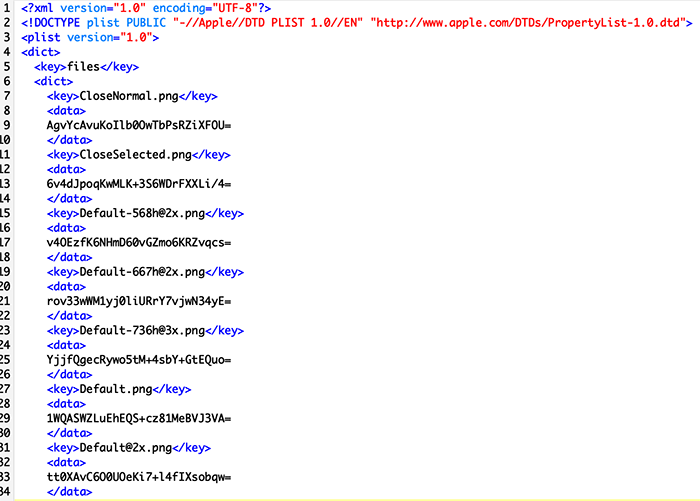 1 <?xml version="1.0" encoding="UTF-8"?>
2 <!DOCTYPE plist PUBLIC "-//Apple//DTD PLIST 1.0//EN" "http://www.apple.com/DTDs/PropertyList-1.0.dtd">
3 <plist version="1.0">
4 <dict>
5 <key>files</key>
6 <dict>
7 <key>CloseNormal.png</key>
8 <data>
9 AgvYcAvuKoIlb0OwTbPsRZiXFOU=
10 </data>
11 <key>CloseSelected.png</key>
12 <data>
13 6v4dJpoqKwMLK+3S6WDrFXXLi/4=
14 </data>
15 <key>Default-568h@2x.png</key>
16 <data>
17 v4OEzfK6NHmD60vGZmo6KRZvqcs=
18 </data>
19 <key>Default-667h@2x.png</key>
20 <data>
21 rov33wWM1yj0liURrY7vjwN34yE=
22 </data>
23 <key>Default-736h@3x.png</key>
24 <data>
25 YjjfQgecRywo5tM+4sbY+GtEQuo=
26 </data>
27 <key>Default.png</key>
28 <data>
29 1WQASWZLuEhEQS+cz81MeBVJ3VA=
30 </data>
31 <key>Default@2x.png</key>
32 <data>
33 tt0XAvC6O0UOeKi7+l4fIXsobqw=
34 </data>